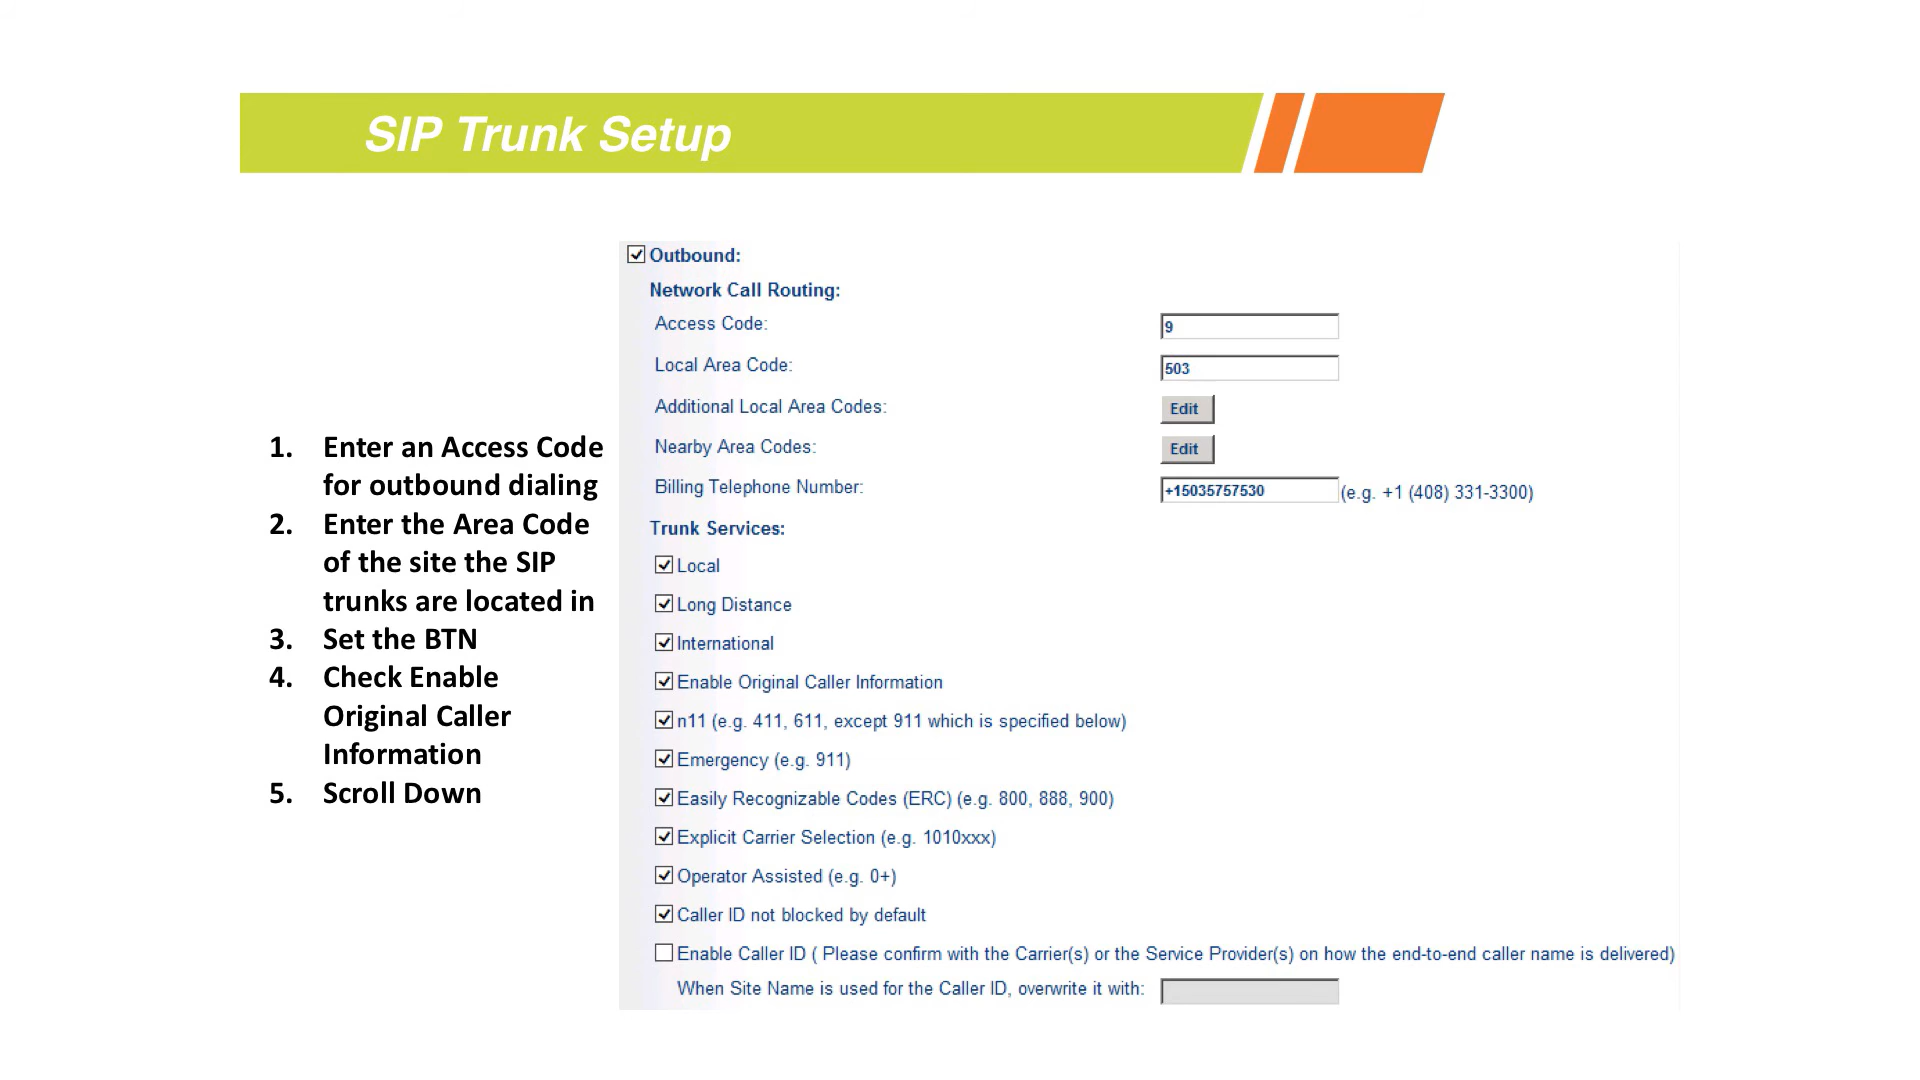 SIP Trunk Setup
1. Enter an Access Code
for outbound dialing
2. Enter the Area Code
of the site the SIP
trunks are located in
3. Set the BTN
4. Check Enable
Original Caller
Information
5. Scroll Down
Outbound:
Network Call Routing:
Access Code: 9
Local Area Code: 503
Additional Local Area Codes: Edit
Nearby Area Codes: Edit
Billing Telephone Number: +15035757530 (e.g. +1 (408) 331-3300)
Trunk Services:
Local
Long Distance
International
Enable Original Caller Information
n11 (e.g. 411, 611, except 911 which is specified below)
Emergency (e.g. 911)
Easily Recognizable Codes (ERC) (e.g. 800, 888, 900)
Explicit Carrier Selection (e.g. 1010xxx)
Operator Assisted (e.g. 0+)
Caller ID not blocked by default
Enable Caller ID ( Please confirm with the Carrier(s) or the Service Provider(s) on how the end-to-end caller name is delivered)
When Site Name is used for the Caller ID, overwrite it with: